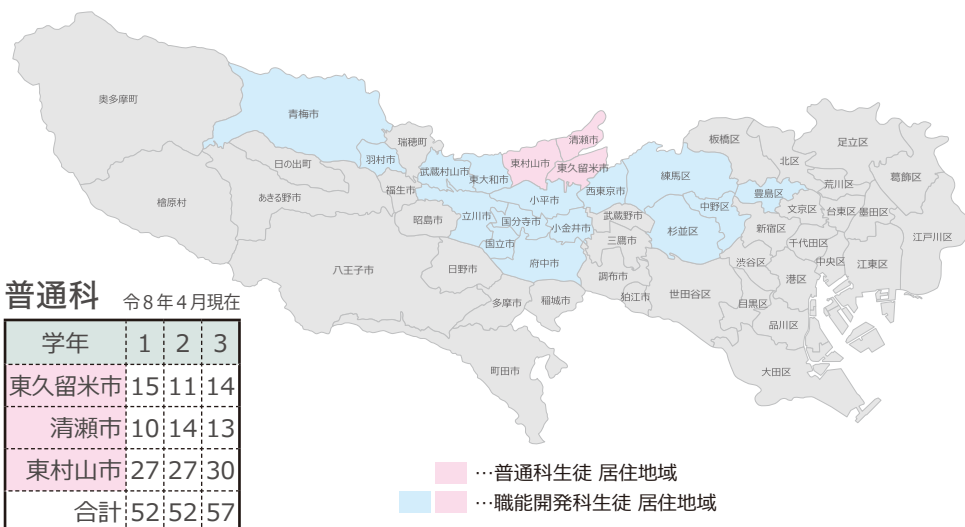 奥多摩町
青梅市
瑞穂町
羽村市
日の出町
武蔵村山市
東大和市
東村山市
清瀬市
東久留米市
檜原村
あきる野市
福生市
昭島市
立川市
国分寺市
小平市
小金井市
西東京市
武蔵野市
三鷹市
練馬区
板橋区
北区
足立区
葛飾区
荒川区
豊島区
文京区
台東区
墨田区
中野区
杉並区
新宿区
千代田区
江戸川区
国立市
府中市
調布市
狛江市
渋谷区
中央区
港区
江東区
八王子市
日野市
多摩市
稲城市
世田谷区
目黒区
品川区
大田区
町田市
普通科 令8年4月現在
学年 1 2 3
東久留米市 15 11 14
清瀬市 10 14 13
東村山市 27 27 30
合計 52 52 57
…普通科生徒 居住地域
…職能開発科生徒 居住地域